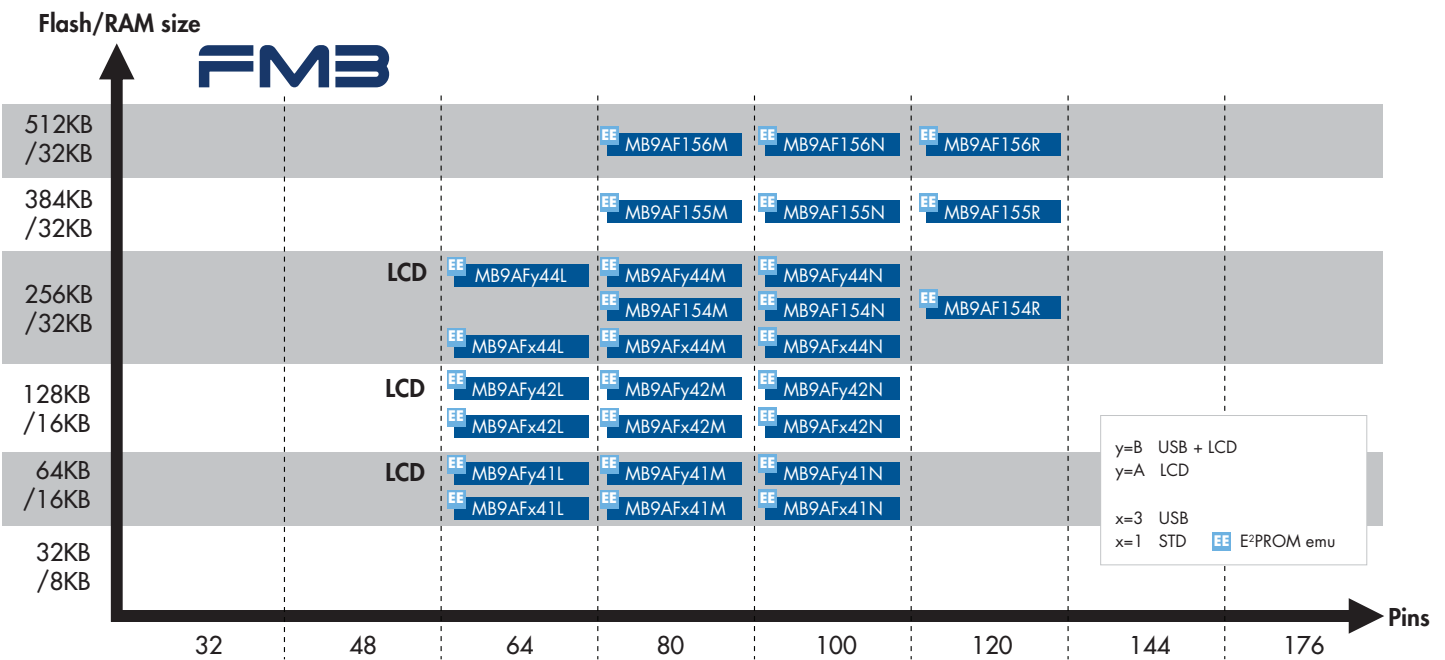 Flash/RAM size
FM3
512KB
/32KB
EE MB9AF156M EE MB9AF156N EE MB9AF156R
384KB
/32KB
EE MB9AF155M EE MB9AF155N EE MB9AF155R
256KB
/32KB
LCD EE MB9AFy44L EE MB9AFy44M EE MB9AFy44N
EE MB9AF154M EE MB9AF154N EE MB9AF154R
EE MB9AFx44L EE MB9AFx44M EE MB9AFx44N
128KB
/16KB
LCD EE MB9AFy42L EE MB9AFy42M EE MB9AFy42N
EE MB9AFx42L EE MB9AFx42M EE MB9AFx42N
64KB
/16KB
LCD EE MB9AFy41L EE MB9AFy41M EE MB9AFy41N
EE MB9AFx41L EE MB9AFx41M EE MB9AFx41N
32KB
/8KB
y=B USB + LCD
y=A LCD
x=3 USB
x=1 STD EE E²PROM emu
Pins
32 48 64 80 100 120 144 176